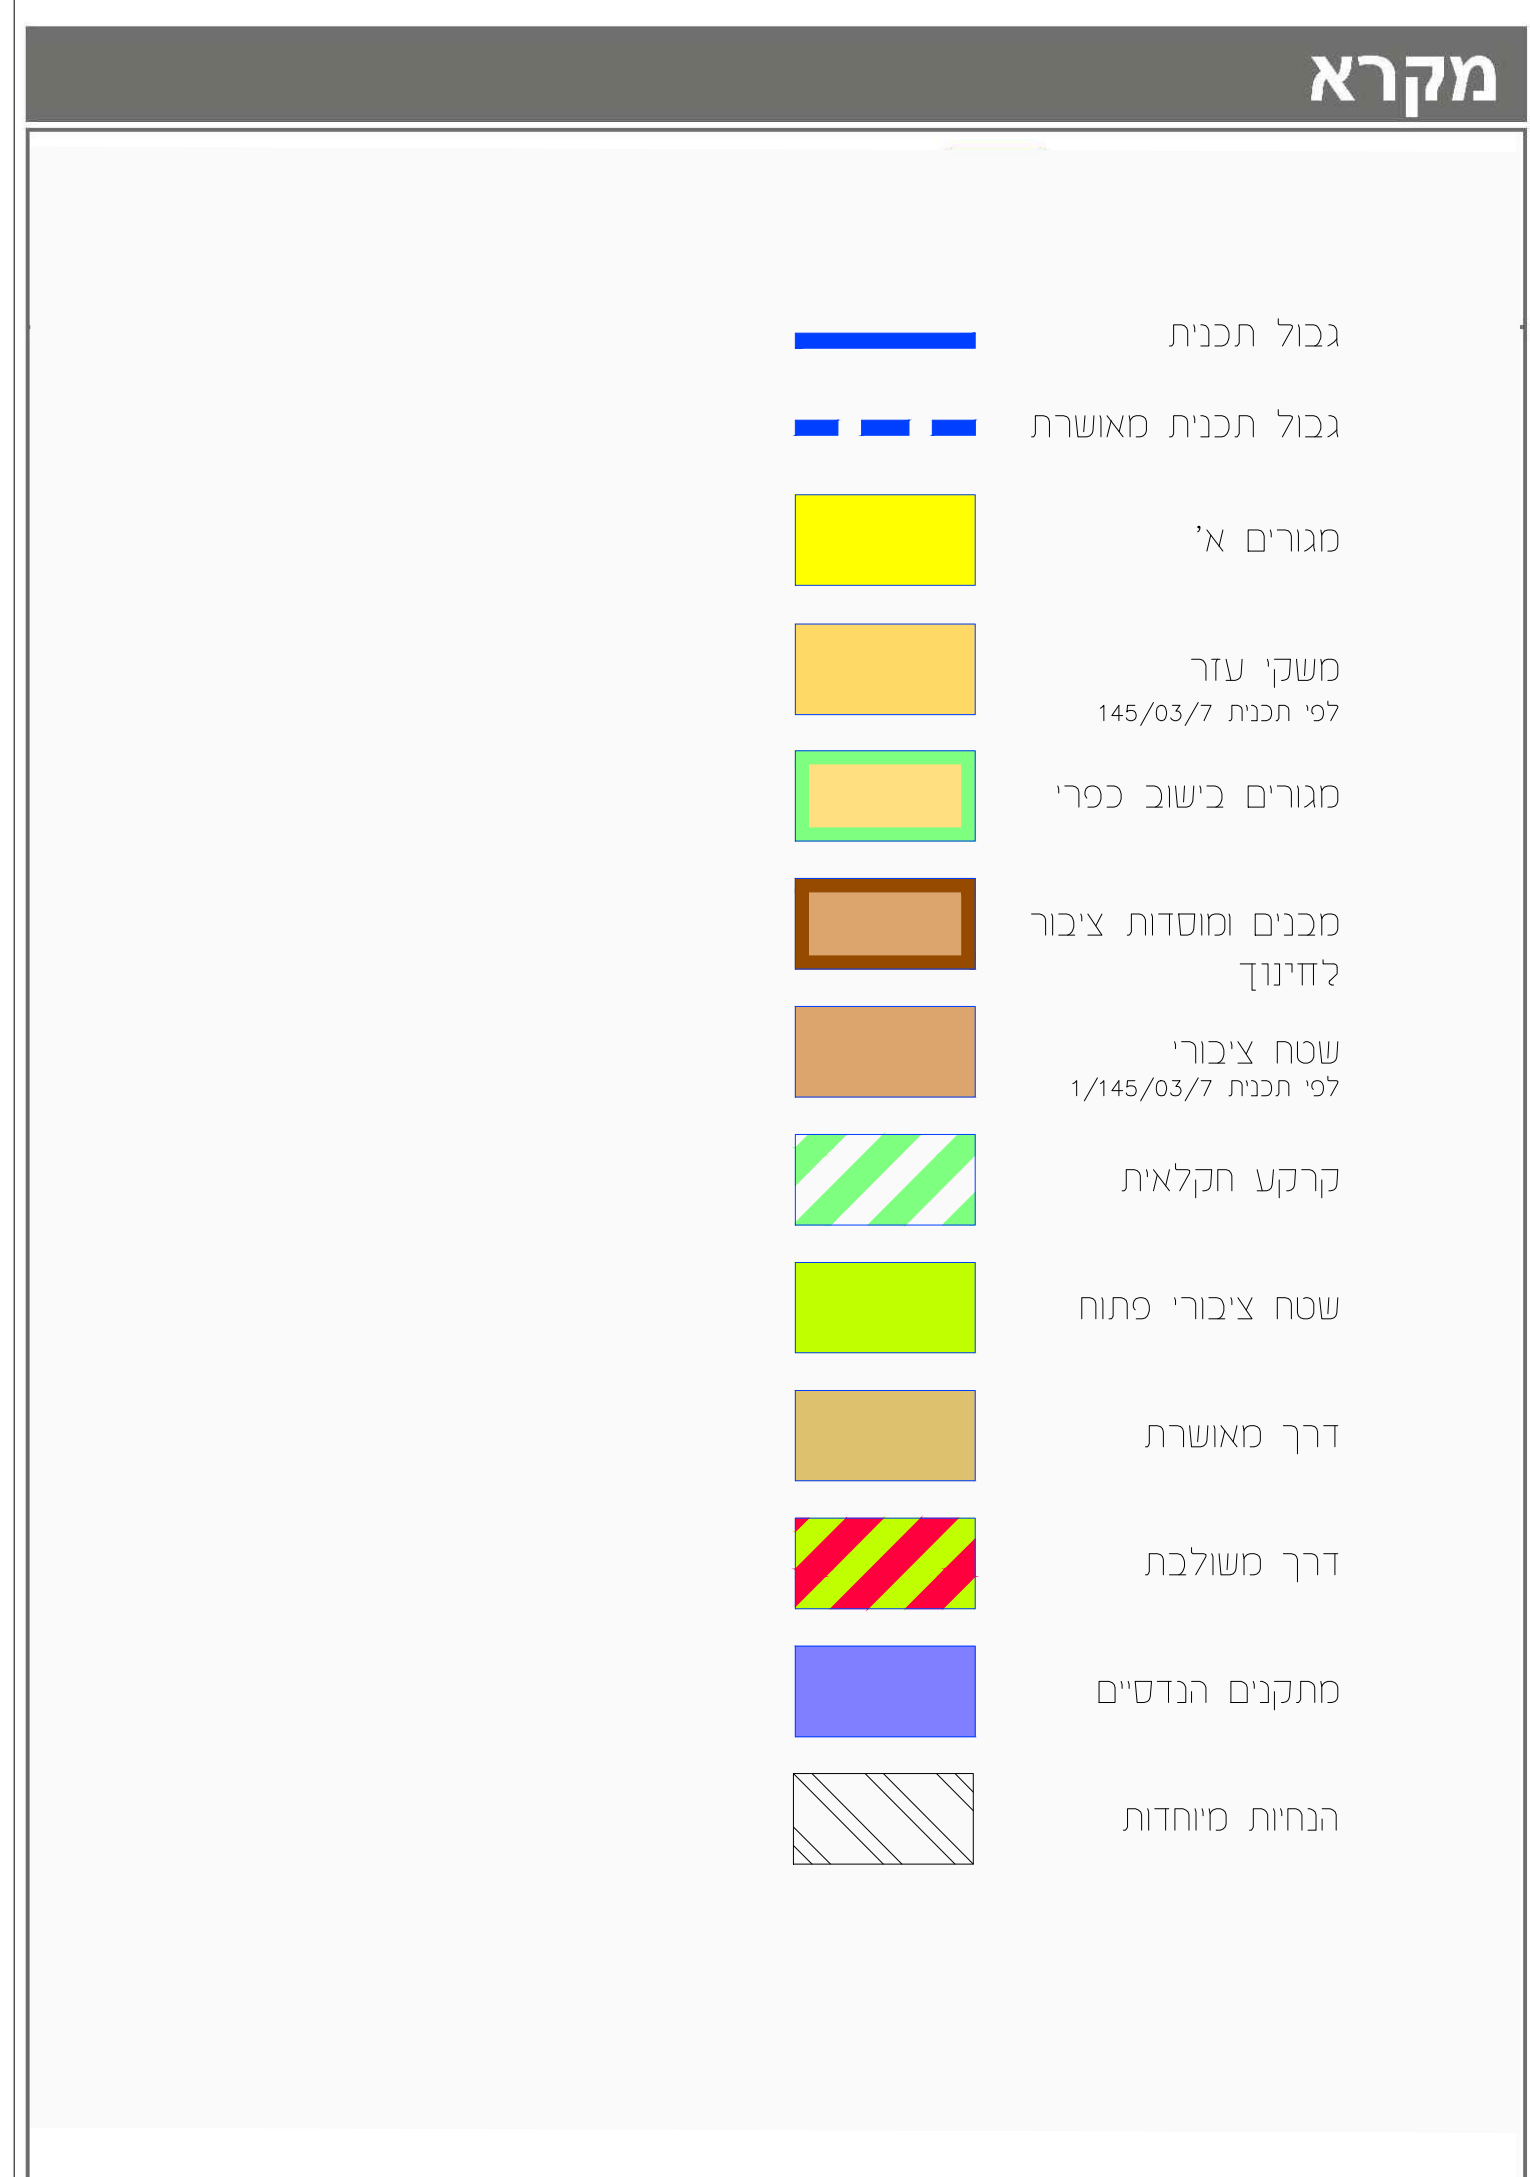 מקרא
גבול תכנית
גבול תכנית מאושרת
מגורים א'
משקי עזר
לפי תכנית 145/03/7
מגורים בישוב כפרי
מבנים ומוסדות ציבור
לחינוך
שטח ציבורי
לפי תכנית 1/145/03/7
קרקע חקלאית
שטח ציבורי פתוח
דרך מאושרת
דרך משולבת
מתקנים הנדסיים
הנחיות מיוחדות